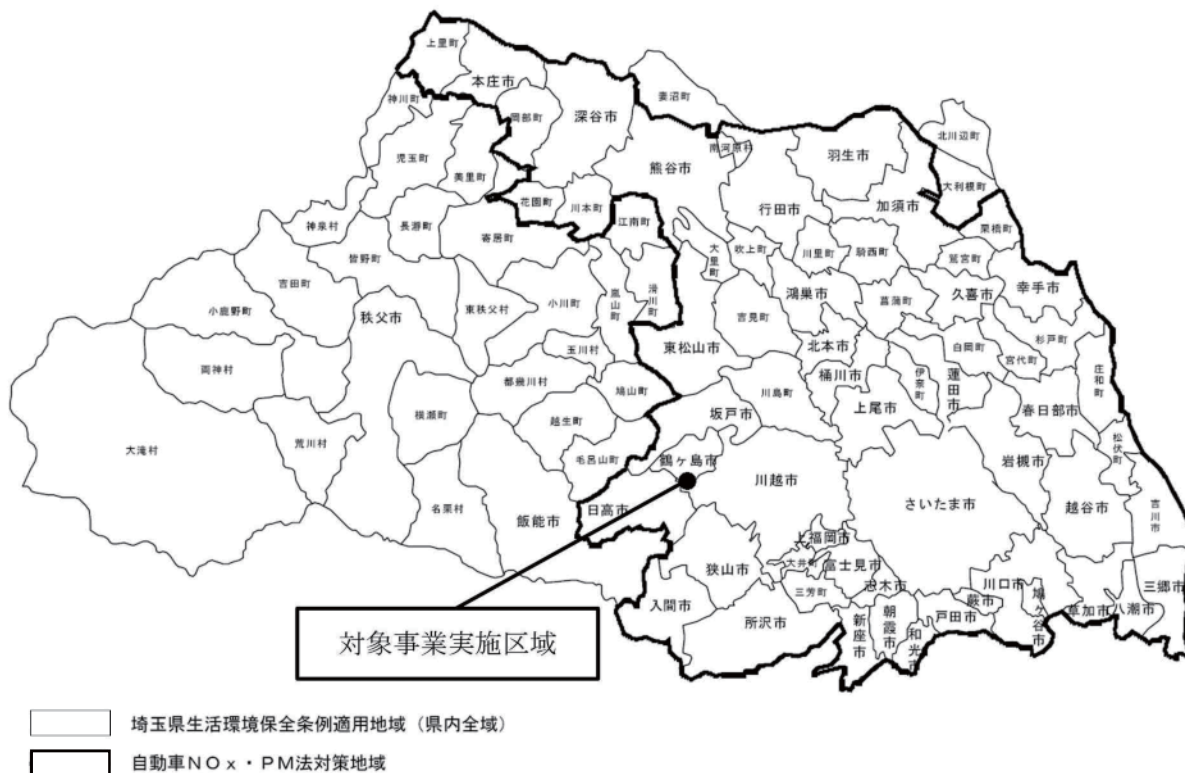 上里町
本庄市
神川町
岡部町
深谷市
妻沼町
児玉町
美里町
熊谷市
南河原村
羽生市
北川辺町
大利根町
花園町
川本町
江南町
行田市
加須市
栗橋町
神泉村
長瀞町
寄居町
大里町
吹上町
川里町
騎西町
鷲宮町
皆野町
吉田町
小鹿野町
秩父市
東秩父村
小川町
嵐山町
滑川町
吉見町
鴻巣市
菖蒲町
久喜市
幸手市
両神村
玉川村
東松山市
北本市
白岡町
宮代町
杉戸町
庄和町
都幾川村
鳩山町
桶川市
伊奈町
蓮田市
川島町
上尾市
春日部市
横瀬町
越生町
坂戸市
大滝村
荒川村
毛呂山町
鶴ヶ島市
川越市
岩槻市
松伏町
名栗村
飯能市
日高市
さいたま市
越谷市
吉川市
上福岡市
狭山市
大井町
富士見市
入間市
三芳町
志木市
川口市
鳩ヶ谷市
蕨市
戸田市
草加市
八潮市
三郷市
所沢市
新座市
朝霞市
和光市
対象事業実施区域
埼玉県生活環境保全条例適用地域（県内全域）
自動車ＮＯｘ・ＰＭ法対策地域